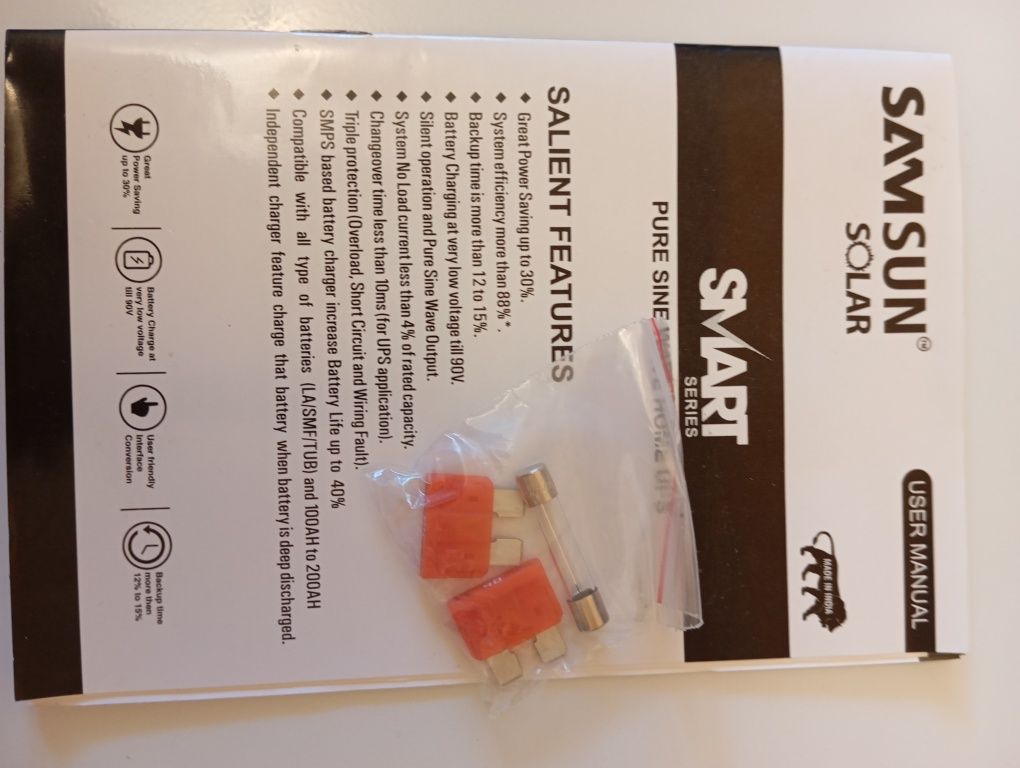 SAMSUN™
SOLAR
USER MANUAL
MADE IN INDIA
SMART
SERIES
PURE SINE WAVE HOME UPS
SALIENT FEATURES
◆ Great Power Saving up to 30%.
◆ System efficiency more than 88%*.
◆ Backup time is more than 12 to 15%.
◆ Battery Charging at very low voltage till 90V.
◆ Silent operation and Pure Sine Wave Output.
◆ System No Load current less than 4% of rated capacity.
◆ Changeover time less than 10ms (for UPS application).
◆ Triple protection (Overload, Short Circuit and Wiring Fault).
◆ SMPS based battery charger increase Battery Life up to 40%
◆ Compatible with all type of batteries (LA/SMF/TUB) and 100AH to 200AH
◆ Independent charger feature charge that battery when battery is deep discharged.
Great
Power Saving
up to 30%
Battery Charge at
very low voltage
till 90V
User friendly
Interface
Conversion
Backup time
more then
12% to 15%